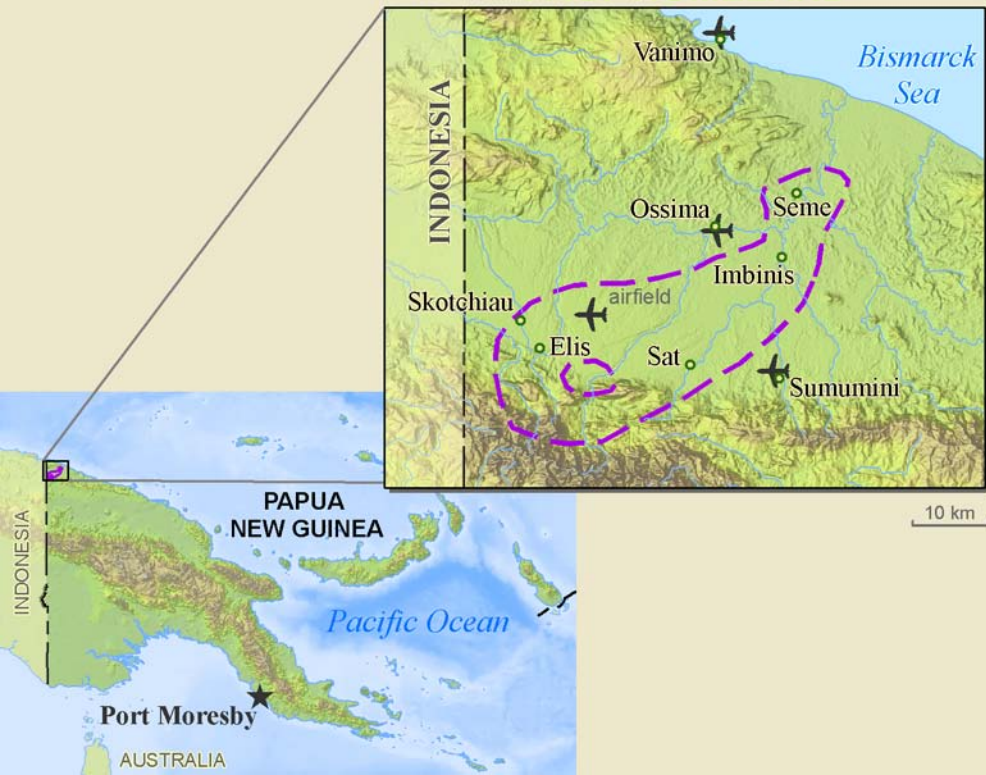 Vanimo
Bismarck
Sea
INDONESIA
Ossima
Seme
Imbinis
airfield
Skotchiau
Elis
Sat
Sumumini
10 km
PAPUA
NEW GUINEA
INDONESIA
Pacific Ocean
Port Moresby
AUSTRALIA